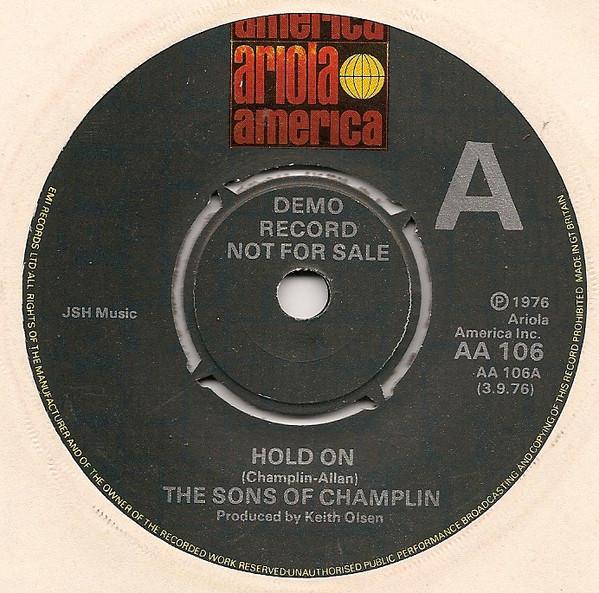 america
ariola
america
A
DEMO
RECORD
NOT FOR SALE
JSH Music
℗ 1976
Ariola
America Inc.
AA 106
AA 106A
(3.9.76)
HOLD ON
(Champlin-Allan)
THE SONS OF CHAMPLIN
Produced by Keith Olsen
EMI RECORDS LTD ALL RIGHTS OF THE MANUFACTURER AND OF THE OWNER OF THE RECORDED WORK RESERVED·UNAUTHORISED PUBLIC PERFORMANCE BROADCASTING AND COPYING OF THIS RECORD PROHIBITED MADE IN GT BRITAIN